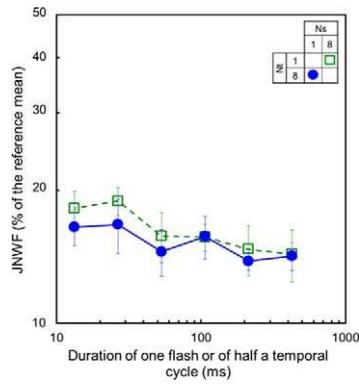 50
40
30
20
10
JNWF (% of the reference mean)
Ns
1 8
Nt
1
8
10 100 1000
Duration of one flash or of half a temporal
cycle (ms)